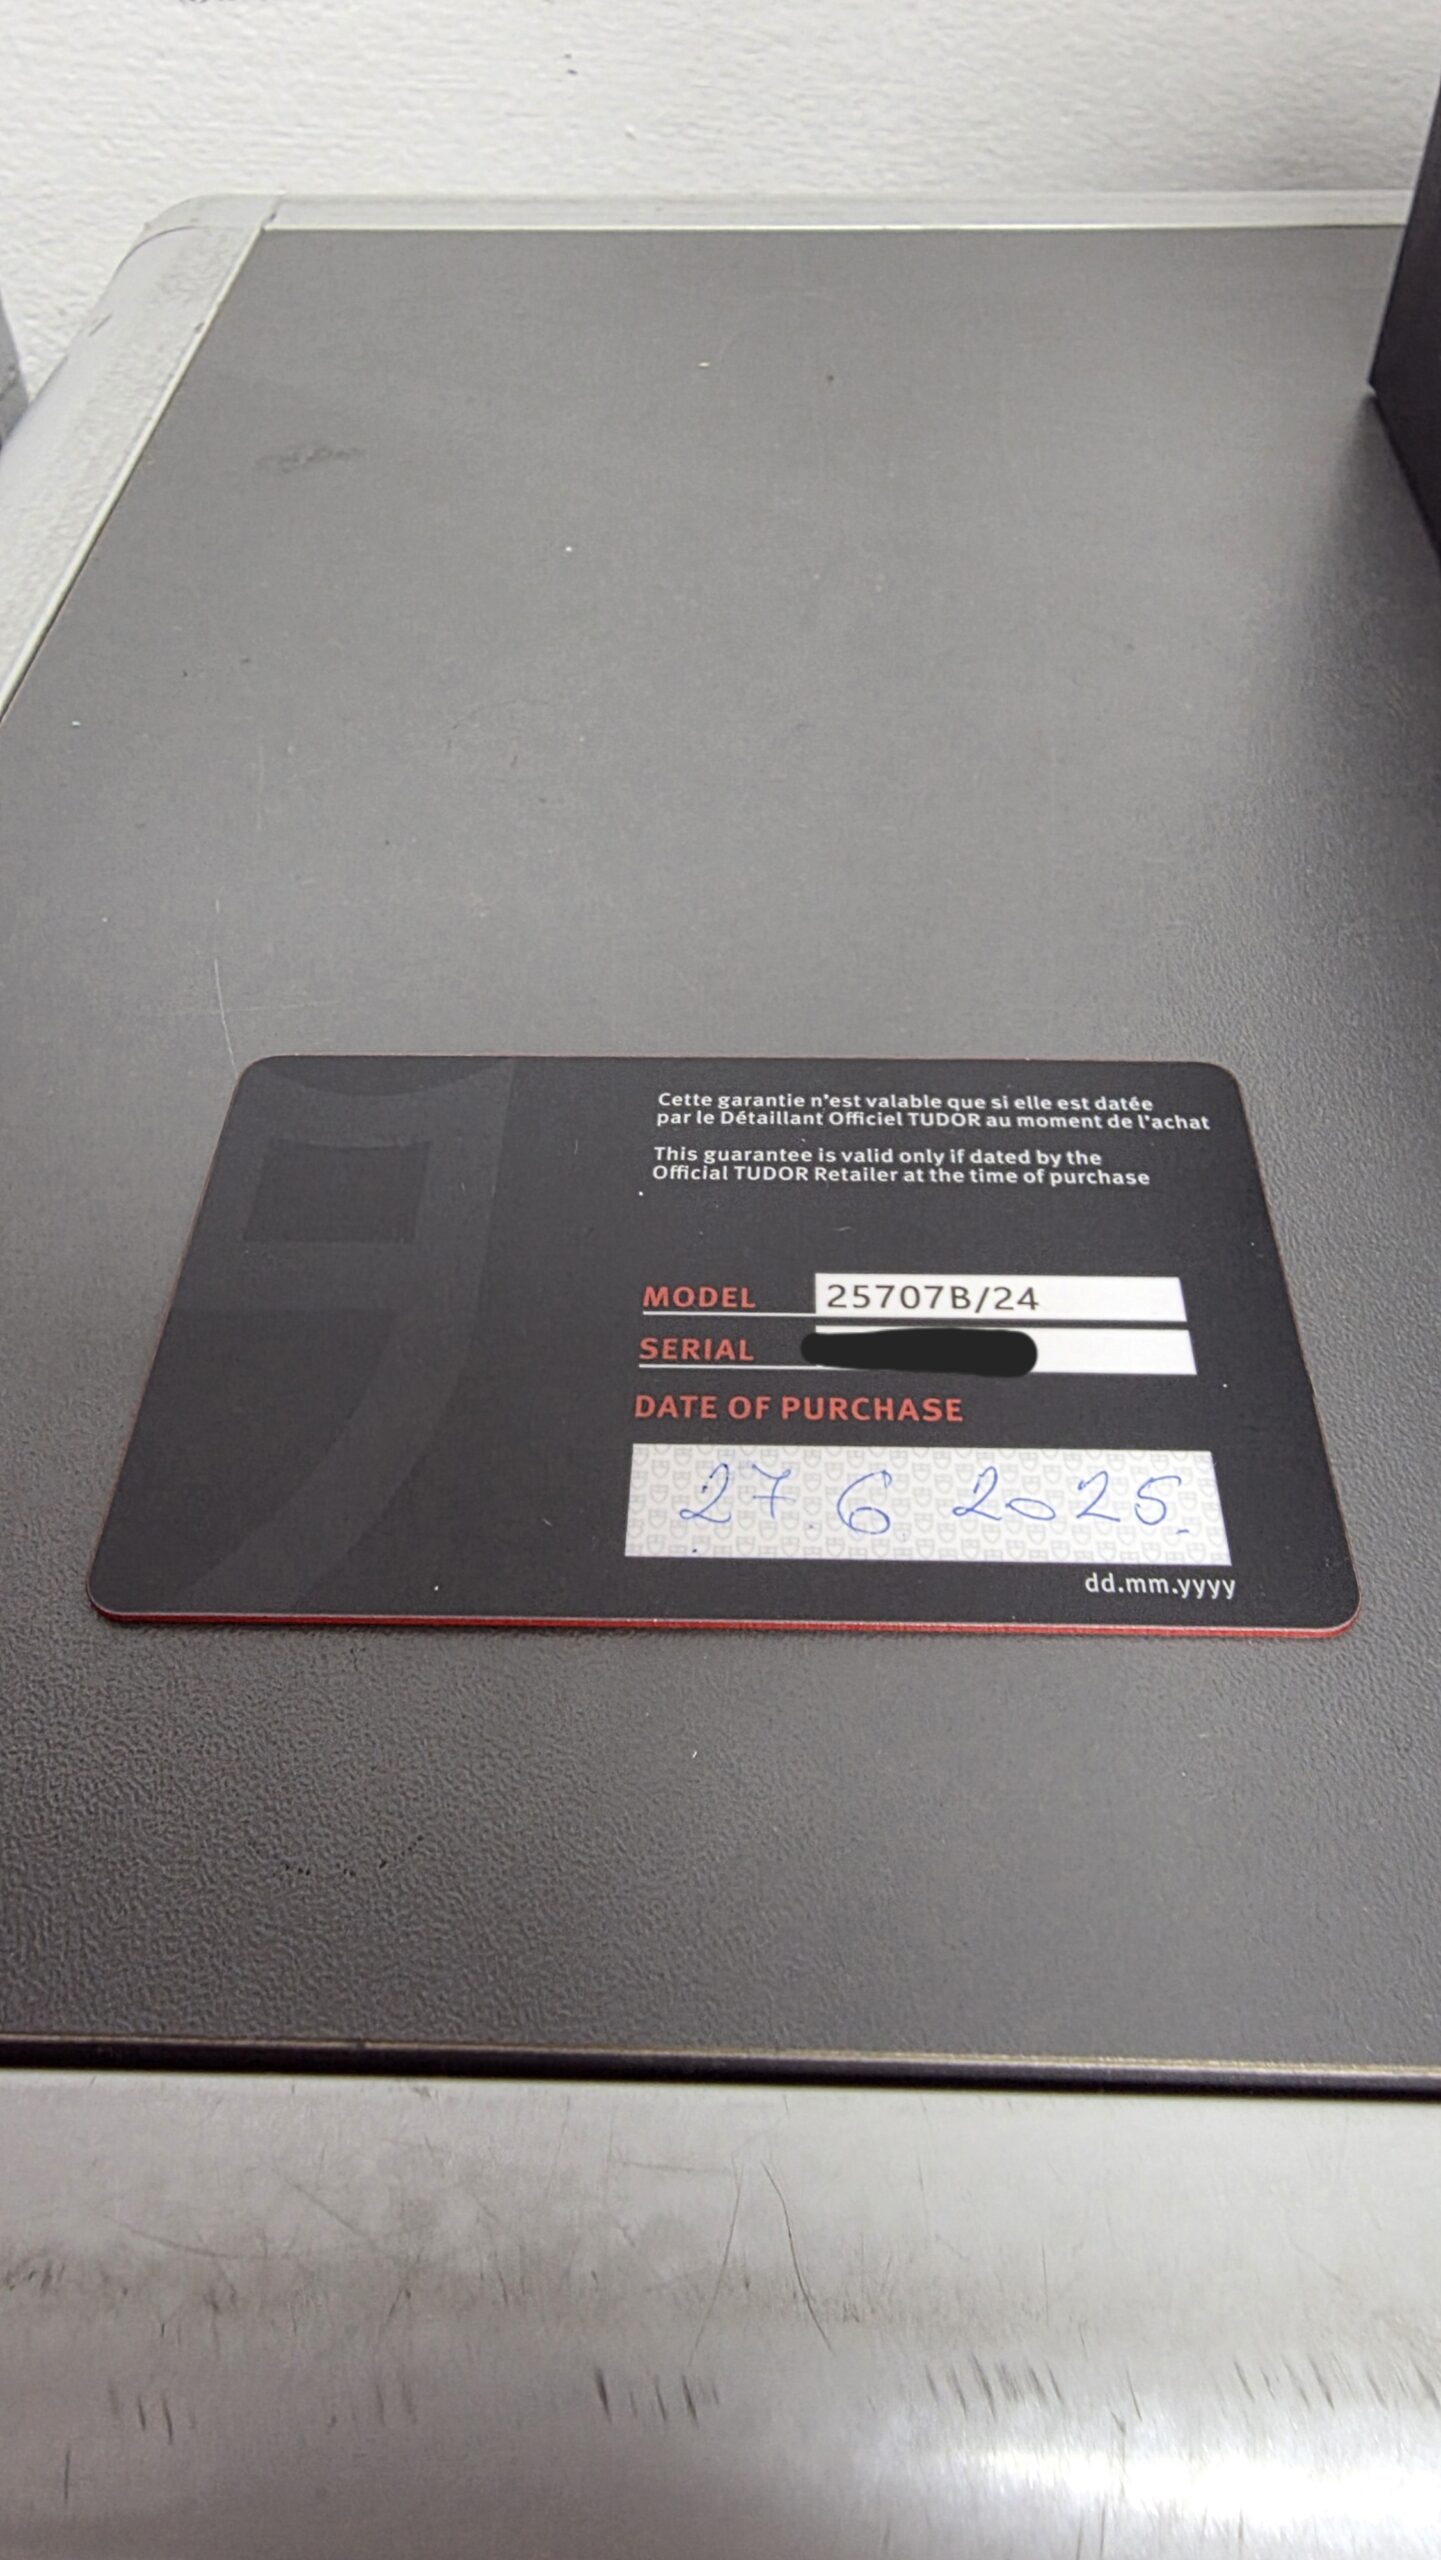 Cette garantie n'est valable que si elle est datée
par le Détaillant Officiel TUDOR au moment de l'achat
This guarantee is valid only if dated by the
Official TUDOR Retailer at the time of purchase
MODEL 25707B/24
SERIAL
DATE OF PURCHASE
27.6.2025.
dd.mm.yyyy